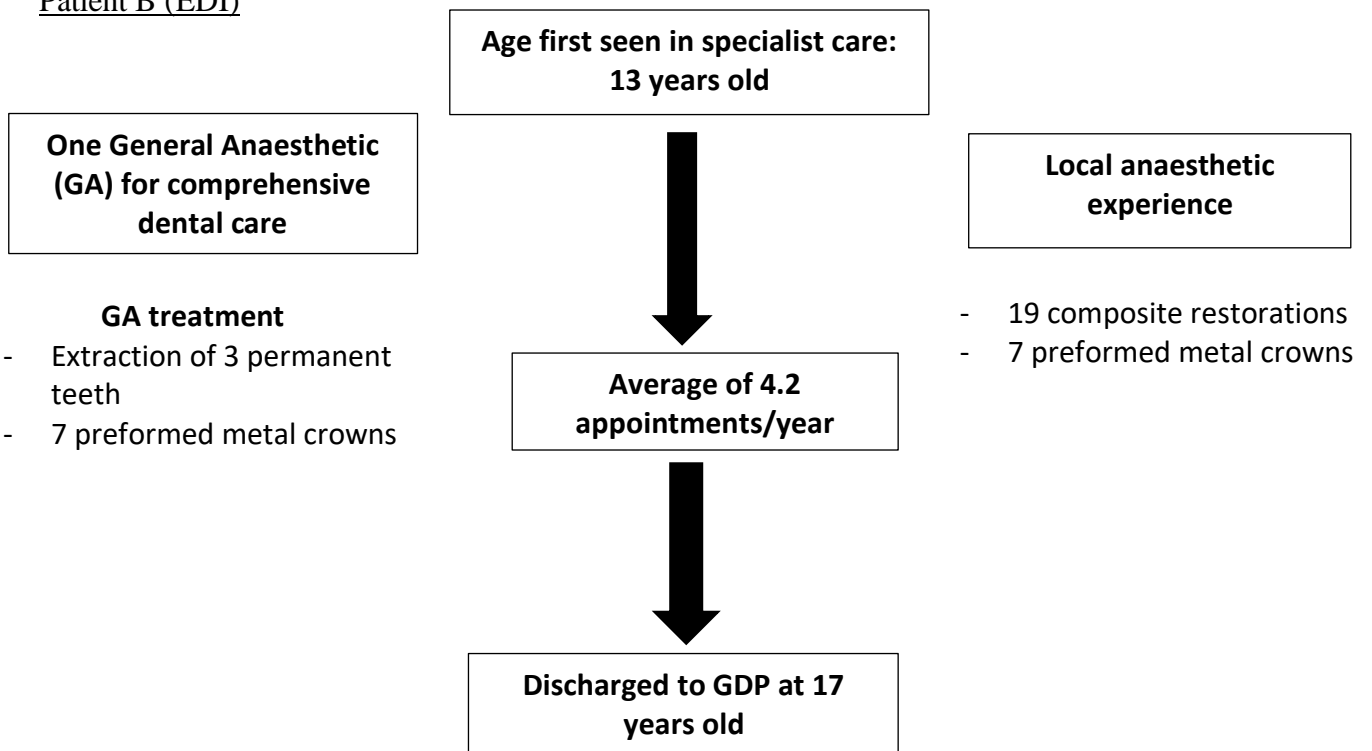 Patient B (EDI)
Age first seen in specialist care:
13 years old
One General Anaesthetic
(GA) for comprehensive
dental care
Local anaesthetic
experience
GA treatment
- Extraction of 3 permanent
teeth
- 7 preformed metal crowns
- 19 composite restorations
- 7 preformed metal crowns
Average of 4.2
appointments/year
Discharged to GDP at 17
years old